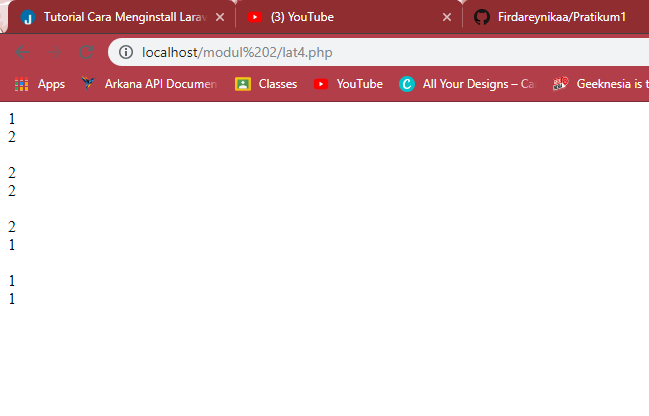 Tutorial Cara Menginstall Larav
(3) YouTube
Firdareynikaa/Pratikum1
localhost/modul%202/lat4.php
Apps
Arkana API Documen
Classes
YouTube
All Your Designs – Ca
Geeknesia is t
1
2
2
2
2
1
1
1